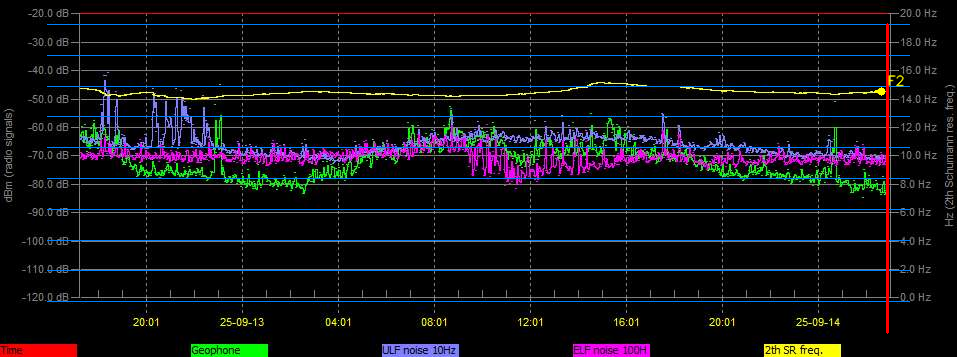 -20.0 dB 20.0 Hz
-30.0 dB 18.0 Hz
-40.0 dB 16.0 Hz
F2
-50.0 dB 14.0 Hz
-60.0 dB 12.0 Hz
-70.0 dB 10.0 Hz
-80.0 dB 8.0 Hz
-90.0 dB 6.0 Hz
-100.0 dB 4.0 Hz
-110.0 dB 2.0 Hz
-120.0 dB 0.0 Hz
dBm (radio signals)
Hz (2th Schumann res. freq.)
20:01 25-09-13 04:01 08:01 12:01 16:01 20:01 25-09-14
Time Geophone ULF noise 10Hz ELF noise 100H 2th SR freq.